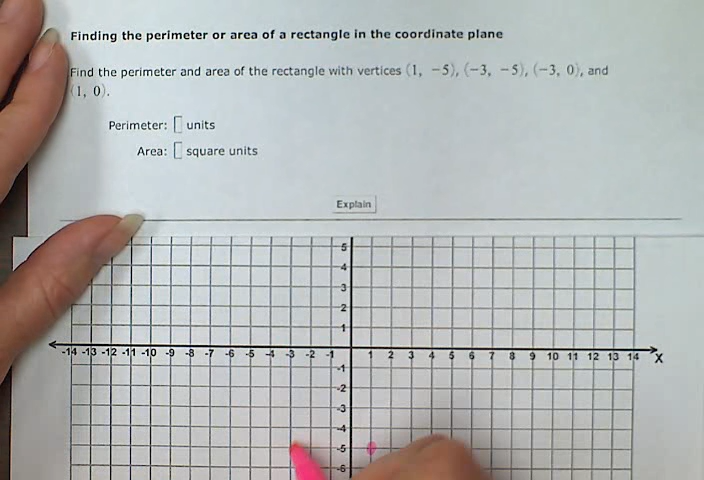 Finding the perimeter or area of a rectangle in the coordinate plane
Find the perimeter and area of the rectangle with vertices (1, −5), (−3, −5), (−3, 0), and
(1, 0).
Perimeter: units
Area: square units
Explain
5
4
3
2
1
-14 -13 -12 -11 -10 -9 -8 -7 -6 -5 -4 -3 -2 -1 1 2 3 4 5 6 7 8 9 10 11 12 13 14 X
-1
-2
-3
-4
-5
-6